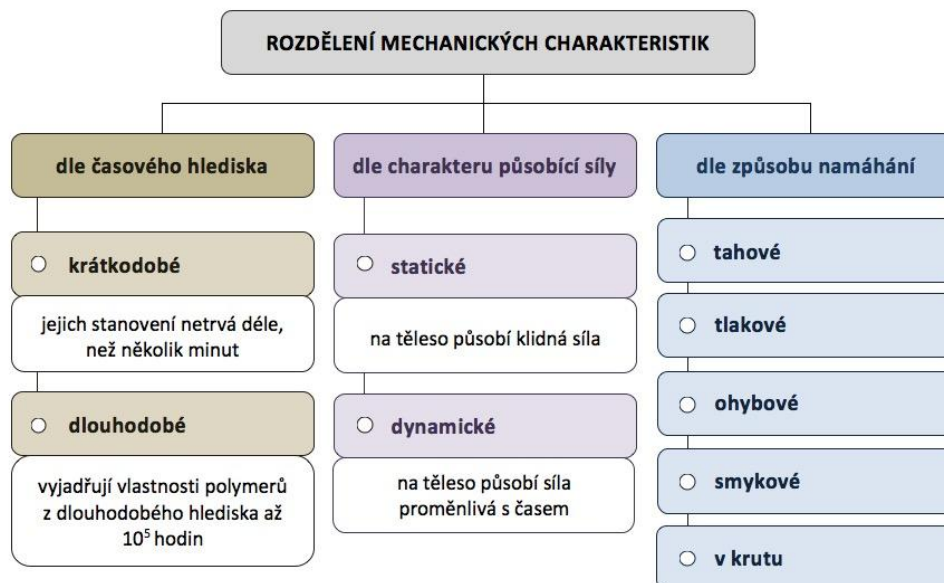 ROZDĚLENÍ MECHANICKÝCH CHARAKTERISTIK
dle časového hlediska
krátkodobé
jejich stanovení netrvá déle,
než několik minut
dlouhodobé
vyjadřují vlastnosti polymerů
z dlouhodobého hlediska až
10⁵ hodin
dle charakteru působící síly
statické
na těleso působí klidná síla
dynamické
na těleso působí síla
proměnlivá s časem
dle způsobu namáhání
tahové
tlakové
ohybové
smykové
v krutu